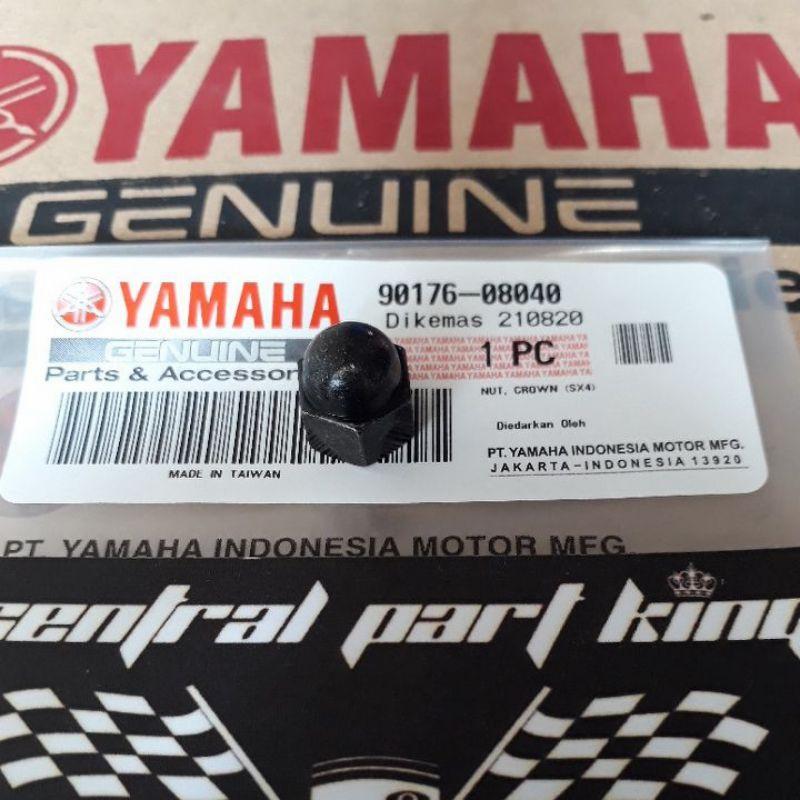 YAMAHA
GENUINE
YAMAHA
90176-08040
Dikemas 210820
GENUINE
1 PC
Parts & Accessor
NUT, CROWN (SX4)
Diedarkan Oleh
PT. YAMAHA INDONESIA MOTOR MFG.
JAKARTA-INDONESIA 13920
MADE IN TAIWAN
PT. YAMAHA INDONESIA MOTOR MFG.
sentral part king